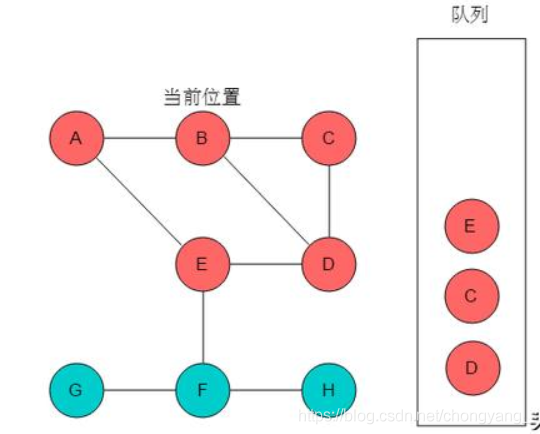 队列
当前位置
A
B
C
E
D
G
F
H
E
C
D
https://blog.csdn.net/chongyang